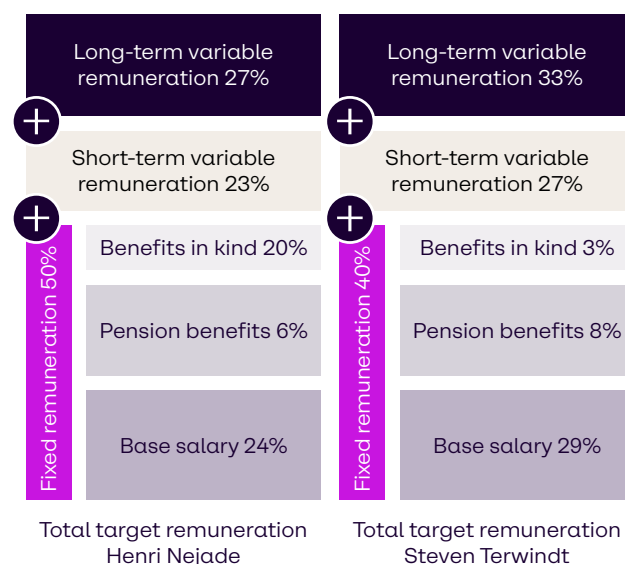 Long-term variable
remuneration 27%
Short-term variable
remuneration 23%
Fixed remuneration 50%
Benefits in kind 20%
Pension benefits 6%
Base salary 24%
Total target remuneration
Henri Nejade
Long-term variable
remuneration 33%
Short-term variable
remuneration 27%
Fixed remuneration 40%
Benefits in kind 3%
Pension benefits 8%
Base salary 29%
Total target remuneration
Steven Terwindt